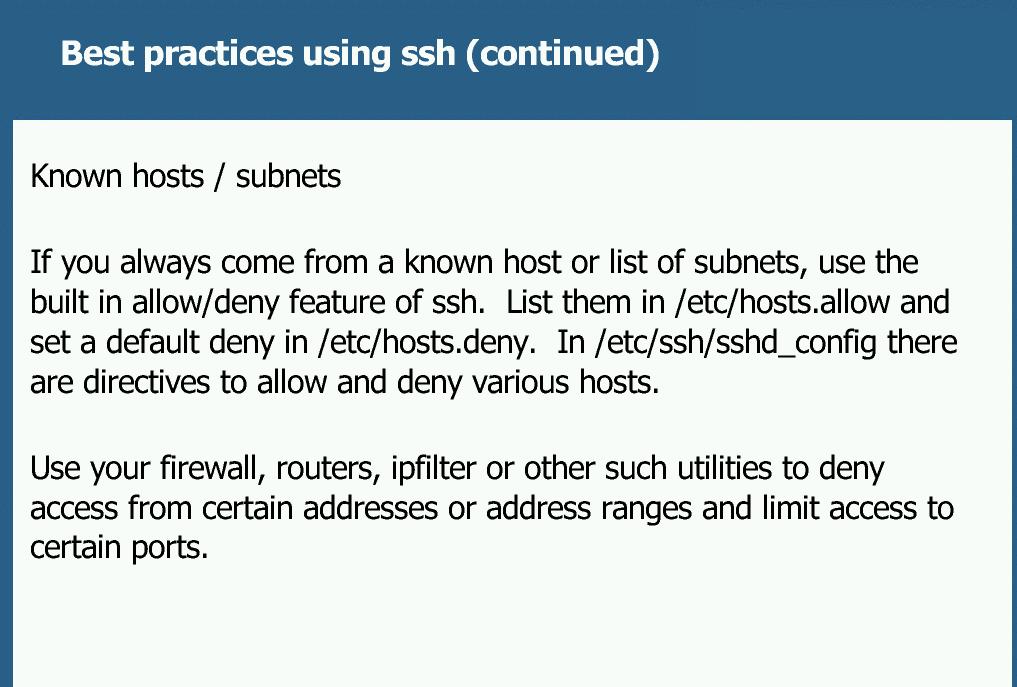 Best practices using ssh (continued)
Known hosts / subnets
If you always come from a known host or list of subnets, use the
built in allow/deny feature of ssh.  List them in /etc/hosts.allow and
set a default deny in /etc/hosts.deny.  In /etc/ssh/sshd_config there
are directives to allow and deny various hosts.
Use your firewall, routers, ipfilter or other such utilities to deny
access from certain addresses or address ranges and limit access to
certain ports.